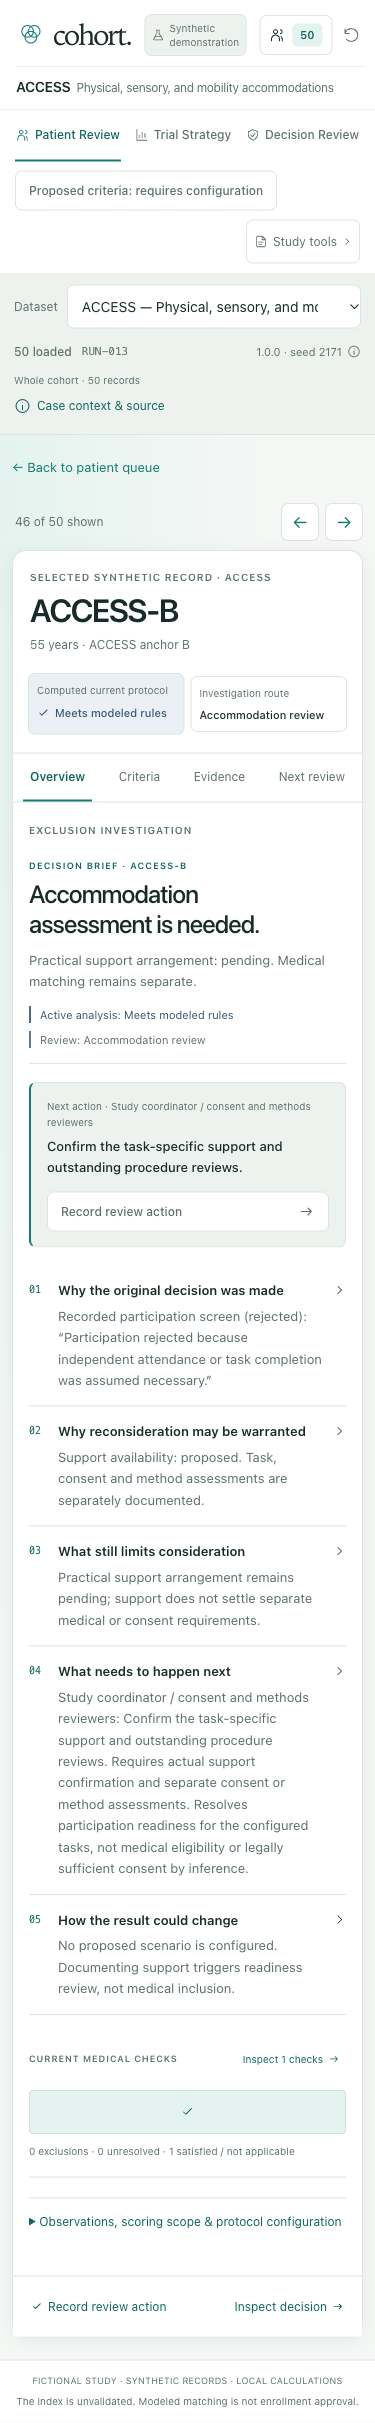 cohort.
Synthetic
demonstration
50
ACCESS Physical, sensory, and mobility accommodations
Patient Review
Trial Strategy
Decision Review
Proposed criteria: requires configuration
Study tools
Dataset
ACCESS — Physical, sensory, and mo
50 loaded RUN-013
1.0.0 · seed 2171
Whole cohort · 50 records
Case context & source
← Back to patient queue
46 of 50 shown
SELECTED SYNTHETIC RECORD · ACCESS
ACCESS-B
55 years · ACCESS anchor B
Computed current protocol
✓ Meets modeled rules
Investigation route
Accommodation review
Overview
Criteria
Evidence
Next review
EXCLUSION INVESTIGATION
DECISION BRIEF · ACCESS-B
Accommodation
assessment is needed.
Practical support arrangement: pending. Medical
matching remains separate.
Active analysis: Meets modeled rules
Review: Accommodation review
Next action · Study coordinator / consent and methods
reviewers
Confirm the task-specific support and
outstanding procedure reviews.
Record review action →
01 Why the original decision was made
Recorded participation screen (rejected):
“Participation rejected because
independent attendance or task completion
was assumed necessary.”
02 Why reconsideration may be warranted
Support availability: proposed. Task,
consent and method assessments are
separately documented.
03 What still limits consideration
Practical support arrangement remains
pending; support does not settle separate
medical or consent requirements.
04 What needs to happen next
Study coordinator / consent and methods
reviewers: Confirm the task-specific
support and outstanding procedure
reviews. Requires actual support
confirmation and separate consent or
method assessments. Resolves
participation readiness for the configured
tasks, not medical eligibility or legally
sufficient consent by inference.
05 How the result could change
No proposed scenario is configured.
Documenting support triggers readiness
review, not medical inclusion.
CURRENT MEDICAL CHECKS
Inspect 1 checks →
✓
0 exclusions · 0 unresolved · 1 satisfied / not applicable
▶ Observations, scoring scope & protocol configuration
✓ Record review action
Inspect decision →
FICTIONAL STUDY · SYNTHETIC RECORDS · LOCAL CALCULATIONS
The index is unvalidated. Modeled matching is not enrollment approval.